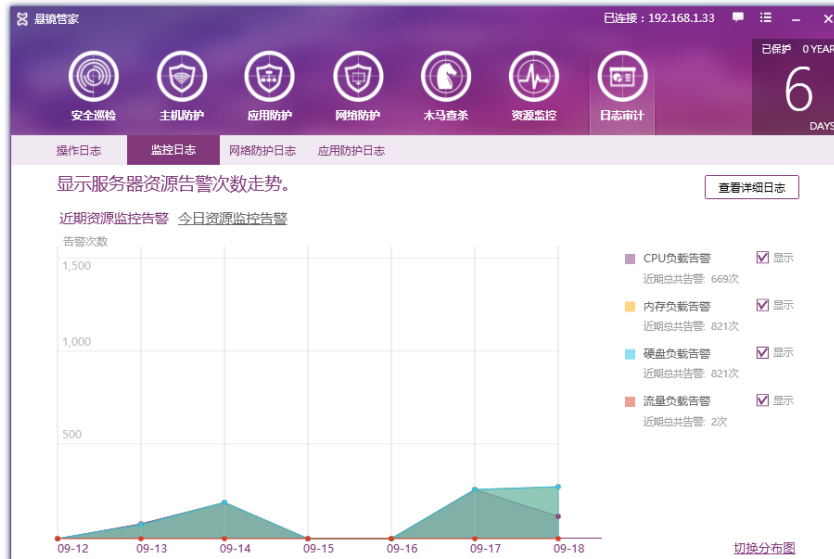 悬镜管家 已连接：192.168.1.33
已保护 0 YEAR
6
DAYS
安全巡检 主机防护 应用防护 网络防护 木马查杀 资源监控 日志审计
操作日志 监控日志 网络防护日志 应用防护日志
显示服务器资源告警次数走势。 查看详细日志
近期资源监控告警 今日资源监控告警
告警次数
1,500
1,000
500
CPU负载告警 显示
近期总共告警: 669次
内存负载告警 显示
近期总共告警: 821次
硬盘负载告警 显示
近期总共告警: 821次
流量负载告警 显示
近期总共告警: 2次
09-12 09-13 09-14 09-15 09-16 09-17 09-18
切换分布图